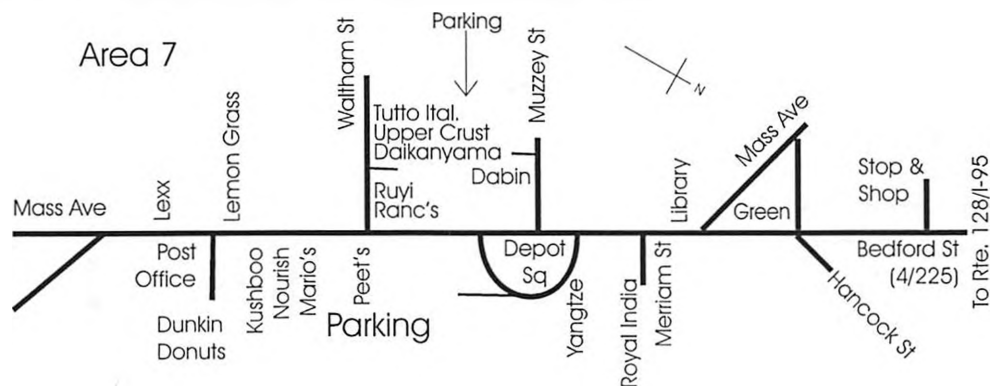 Area 7
Parking
Waltham St
Muzzey St
N
Tutto Ital.
Upper Crust
Daikanyama
Dabin
Ruyi
Ranc's
Mass Ave
Lexx
Lemon Grass
Library
Mass Ave
Green
Stop &
Shop
To Rte. 128/I-95
Post
Office
Dunkin
Donuts
Kushboo
Nourish
Mario's
Peet's
Parking
Depot
Sq
Yangtze
Royal India
Merriam St
Hancock St
Bedford St
(4/225)